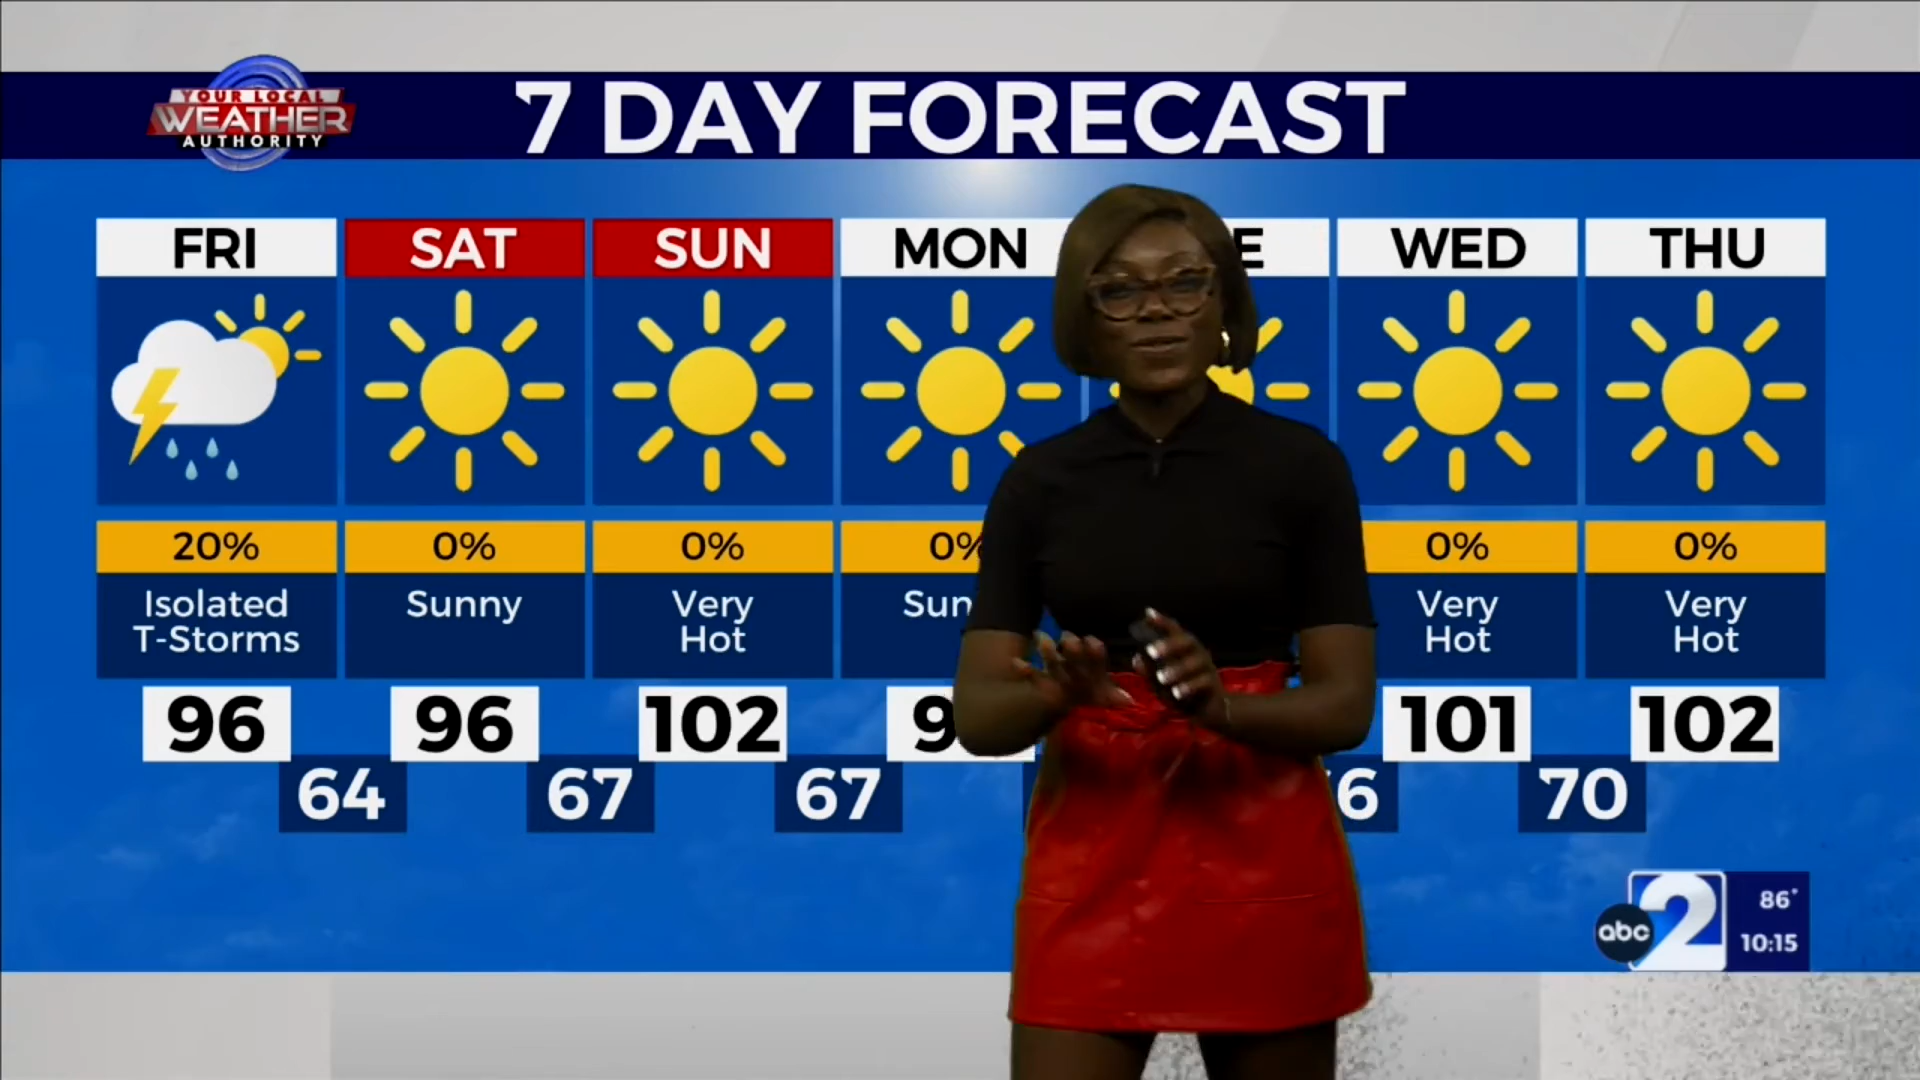 YOUR LOCAL
WEATHER
AUTHORITY
7 DAY FORECAST
FRI SAT SUN MON WED THU
20% 0% 0% 0% 0%
Isolated Sunny Very Very Very
T-Storms Hot Hot Hot
96 96 102 101 102
64 67 67 70
abc 2 86°
10:15